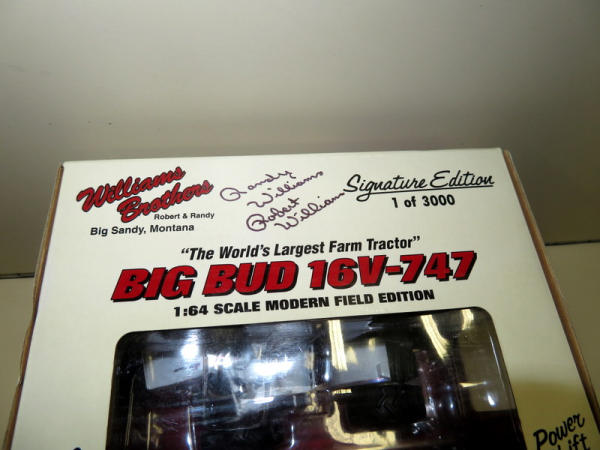 Williams
Brothers
Robert & Randy
Big Sandy, Montana
Randy
Williams
Robert
William
Signature Edition
1 of 3000
"The World's Largest Farm Tractor"
BIG BUD 16V-747
1:64 SCALE MODERN FIELD EDITION
Power